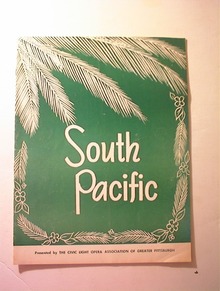 South
Pacific
Presented by THE CIVIC LIGHT OPERA ASSOCIATION OF GREATER PITTSBURGH